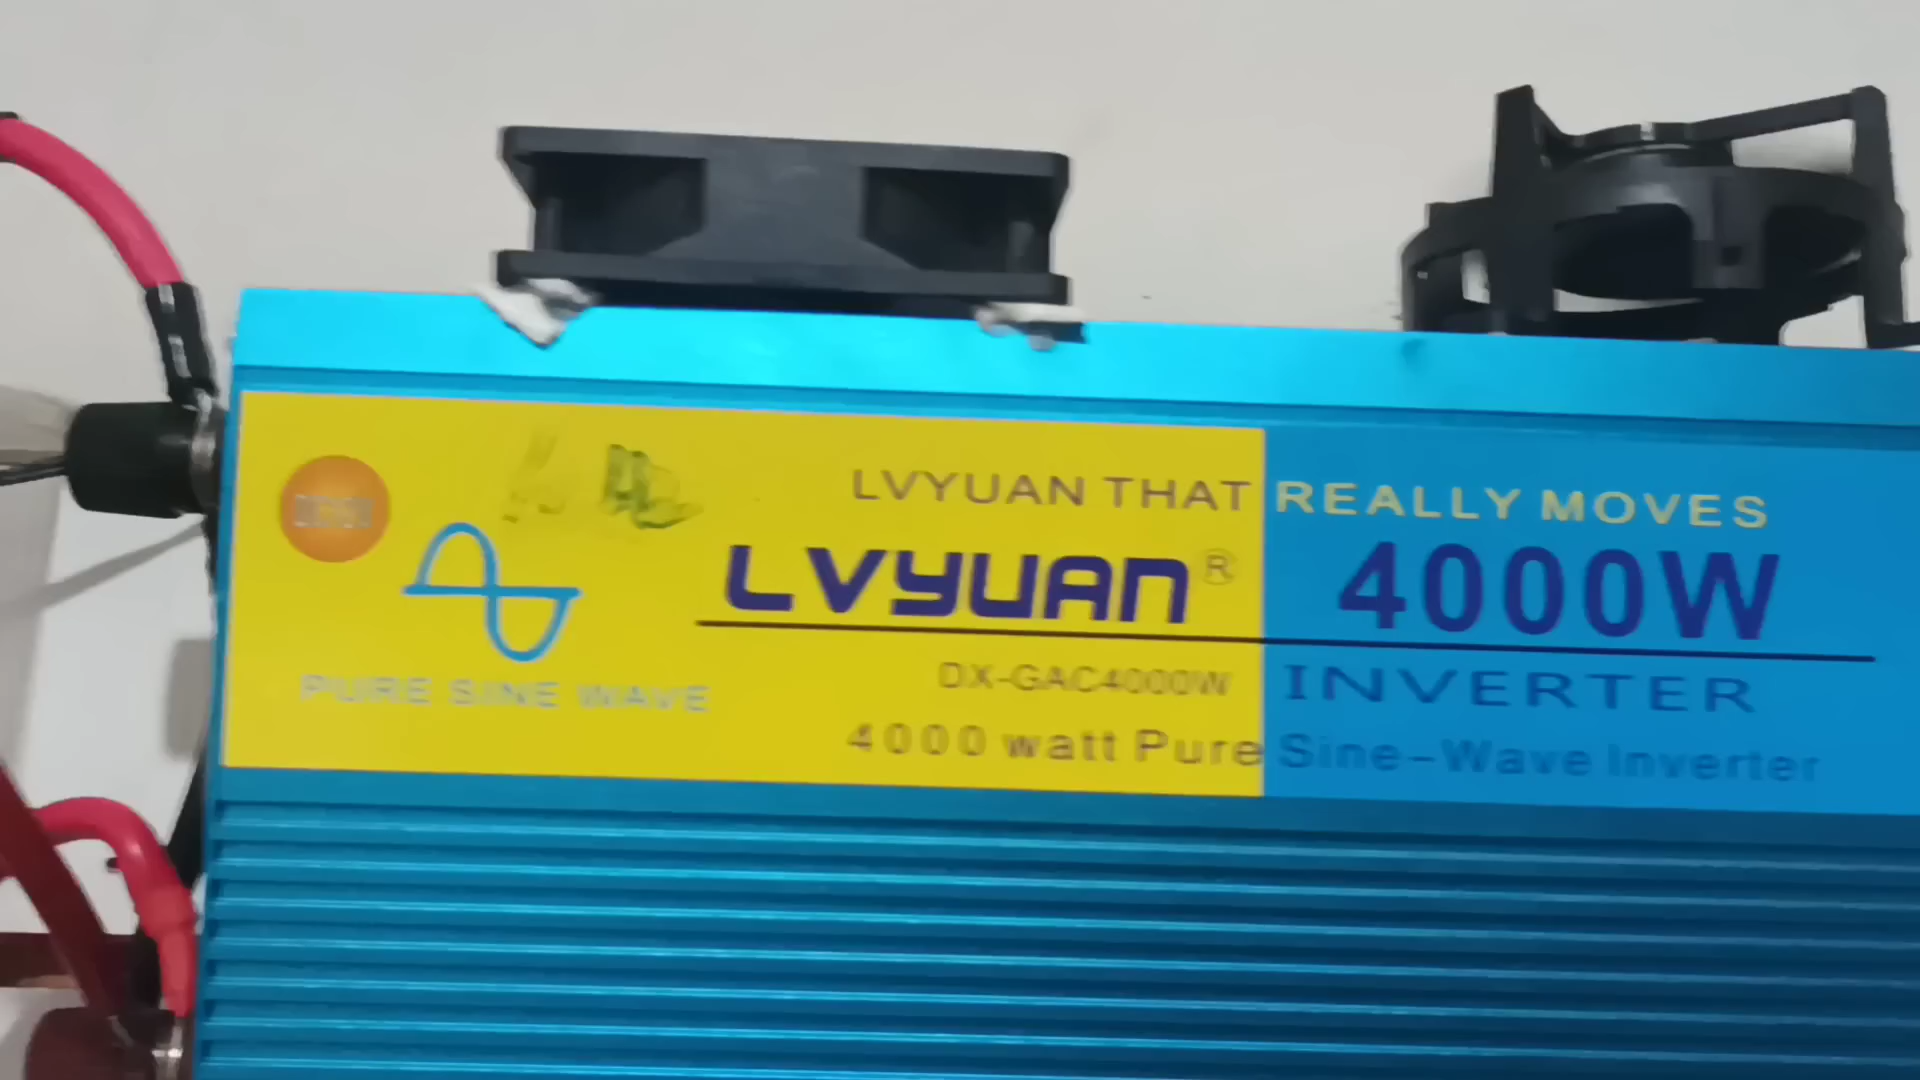 LVYUAN THAT REALLY MOVES
LVYUAN® 4000W
DX-GAC4000W INVERTER
PURE SINE WAVE
4000 watt Pure Sine-Wave Inverter